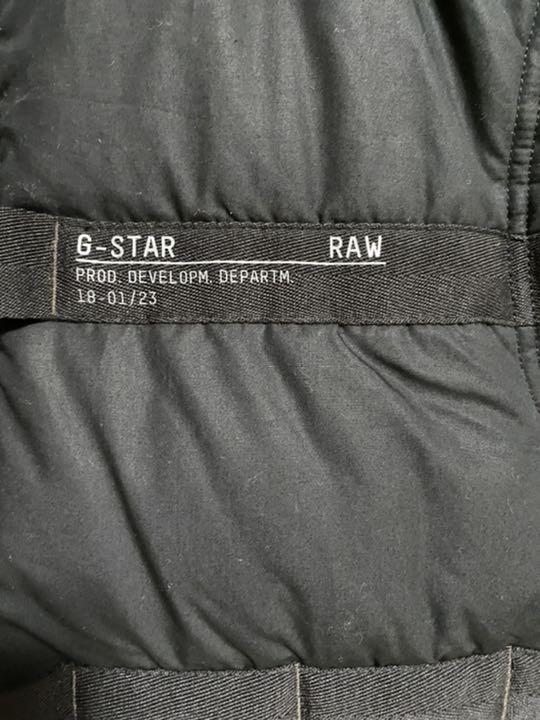 G-STAR RAW
PROD. DEVELOPM. DEPARTM.
18-01/23